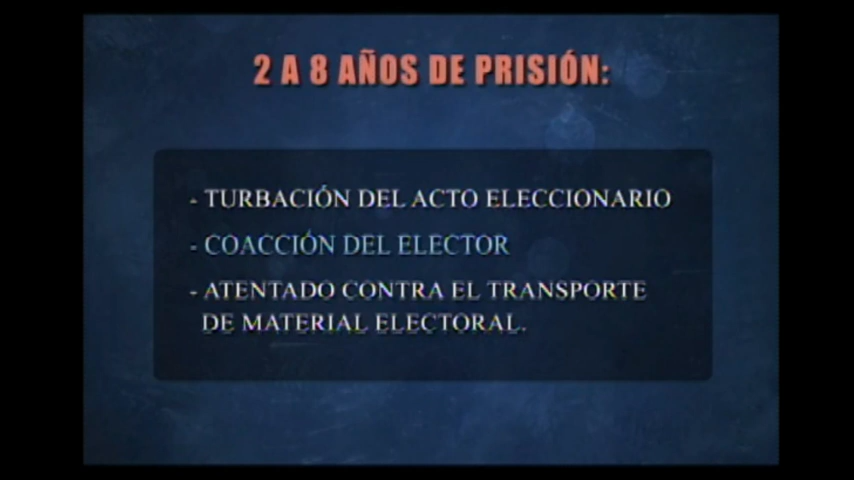 2 A 8 AÑOS DE PRISIÓN:
- TURBACIÓN DEL ACTO ELECCIONARIO
- COACCIÓN DEL ELECTOR
- ATENTADO CONTRA EL TRANSPORTE
DE MATERIAL ELECTORAL.